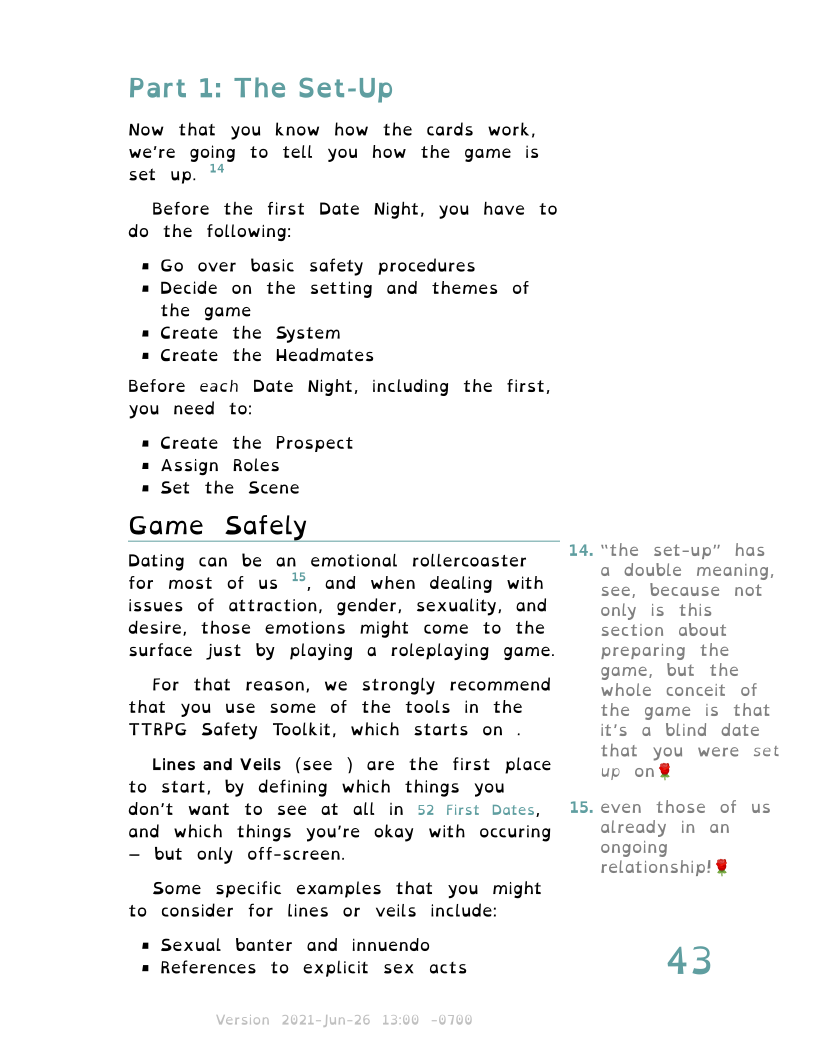 Part 1: The Set-Up
Now that you know how the cards work,
we're going to tell you how the game is
set up. 14
Before the first Date Night, you have to
do the following:
▪ Go over basic safety procedures
▪ Decide on the setting and themes of
the game
▪ Create the System
▪ Create the Headmates
Before each Date Night, including the first,
you need to:
▪ Create the Prospect
▪ Assign Roles
▪ Set the Scene
Game Safely
Dating can be an emotional rollercoaster
for most of us 15, and when dealing with
issues of attraction, gender, sexuality, and
desire, those emotions might come to the
surface just by playing a roleplaying game.
For that reason, we strongly recommend
that you use some of the tools in the
TTRPG Safety Toolkit, which starts on .
Lines and Veils (see ) are the first place
to start, by defining which things you
don't want to see at all in 52 First Dates,
and which things you're okay with occuring
– but only off-screen.
Some specific examples that you might
to consider for lines or veils include:
▪ Sexual banter and innuendo
▪ References to explicit sex acts
14. "the set-up" has
a double meaning,
see, because not
only is this
section about
preparing the
game, but the
whole conceit of
the game is that
it's a blind date
that you were set
up on🌹
15. even those of us
already in an
ongoing
relationship!🌹
43
Version 2021-Jun-26 13:00 -0700